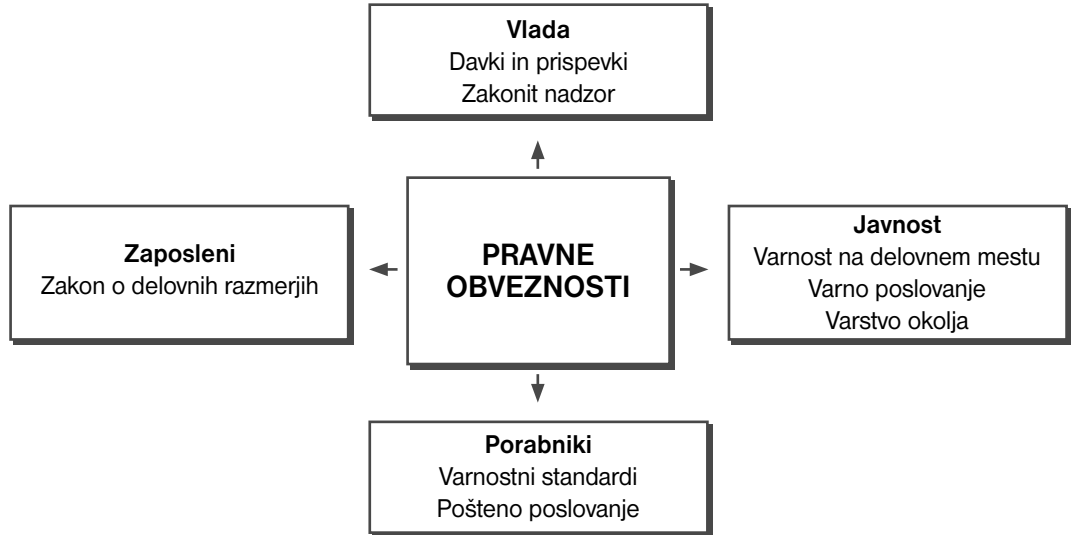 Vlada
Davki in prispevki
Zakonit nadzor
Zaposleni
Zakon o delovnih razmerjih
PRAVNE
OBVEZNOSTI
Javnost
Varnost na delovnem mestu
Varno poslovanje
Varstvo okolja
Porabniki
Varnostni standardi
Pošteno poslovanje